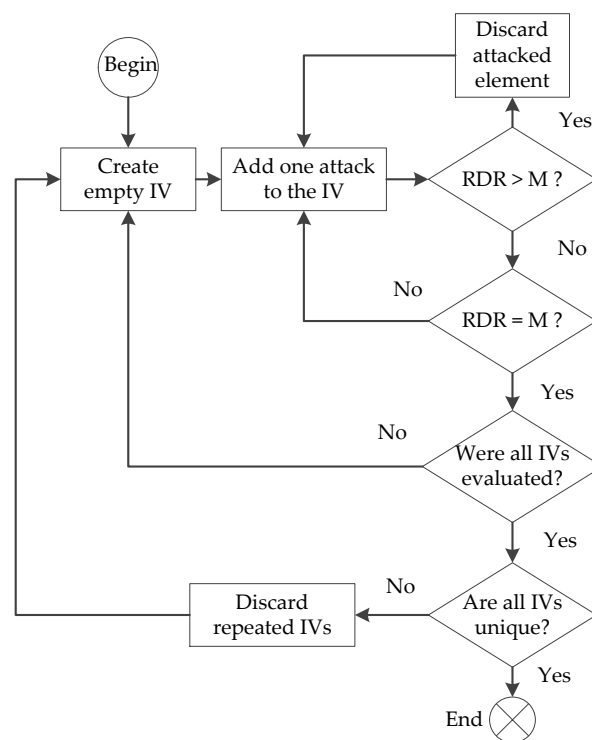 Begin
Discard
attacked
element
Yes
Create
empty IV
Add one attack
to the IV
RDR > M ?
No
No
RDR = M ?
Yes
No
Were all IVs
evaluated?
Yes
No
Discard
repeated IVs
Are all IVs
unique?
Yes
End